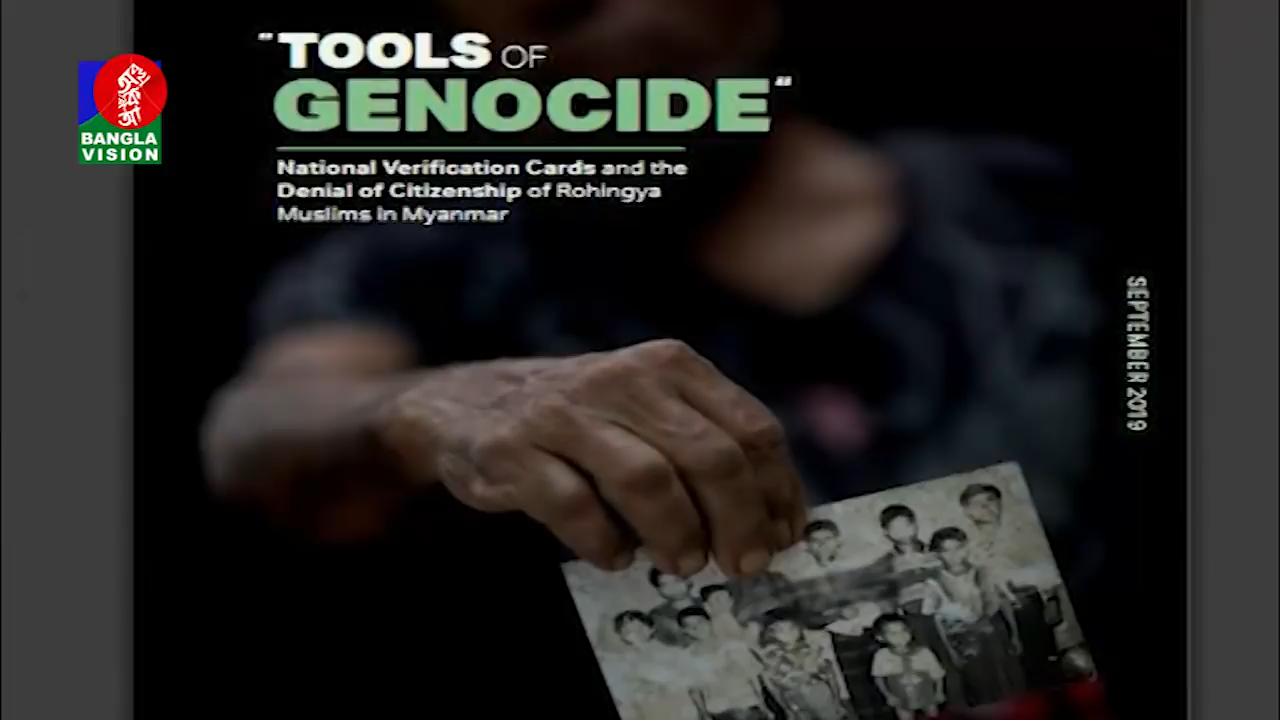 "TOOLS OF
GENOCIDE"
National Verification Cards and the
Denial of Citizenship of Rohingya
Muslims in Myanmar
BANGLA
VISION
SEPTEMBER 2019